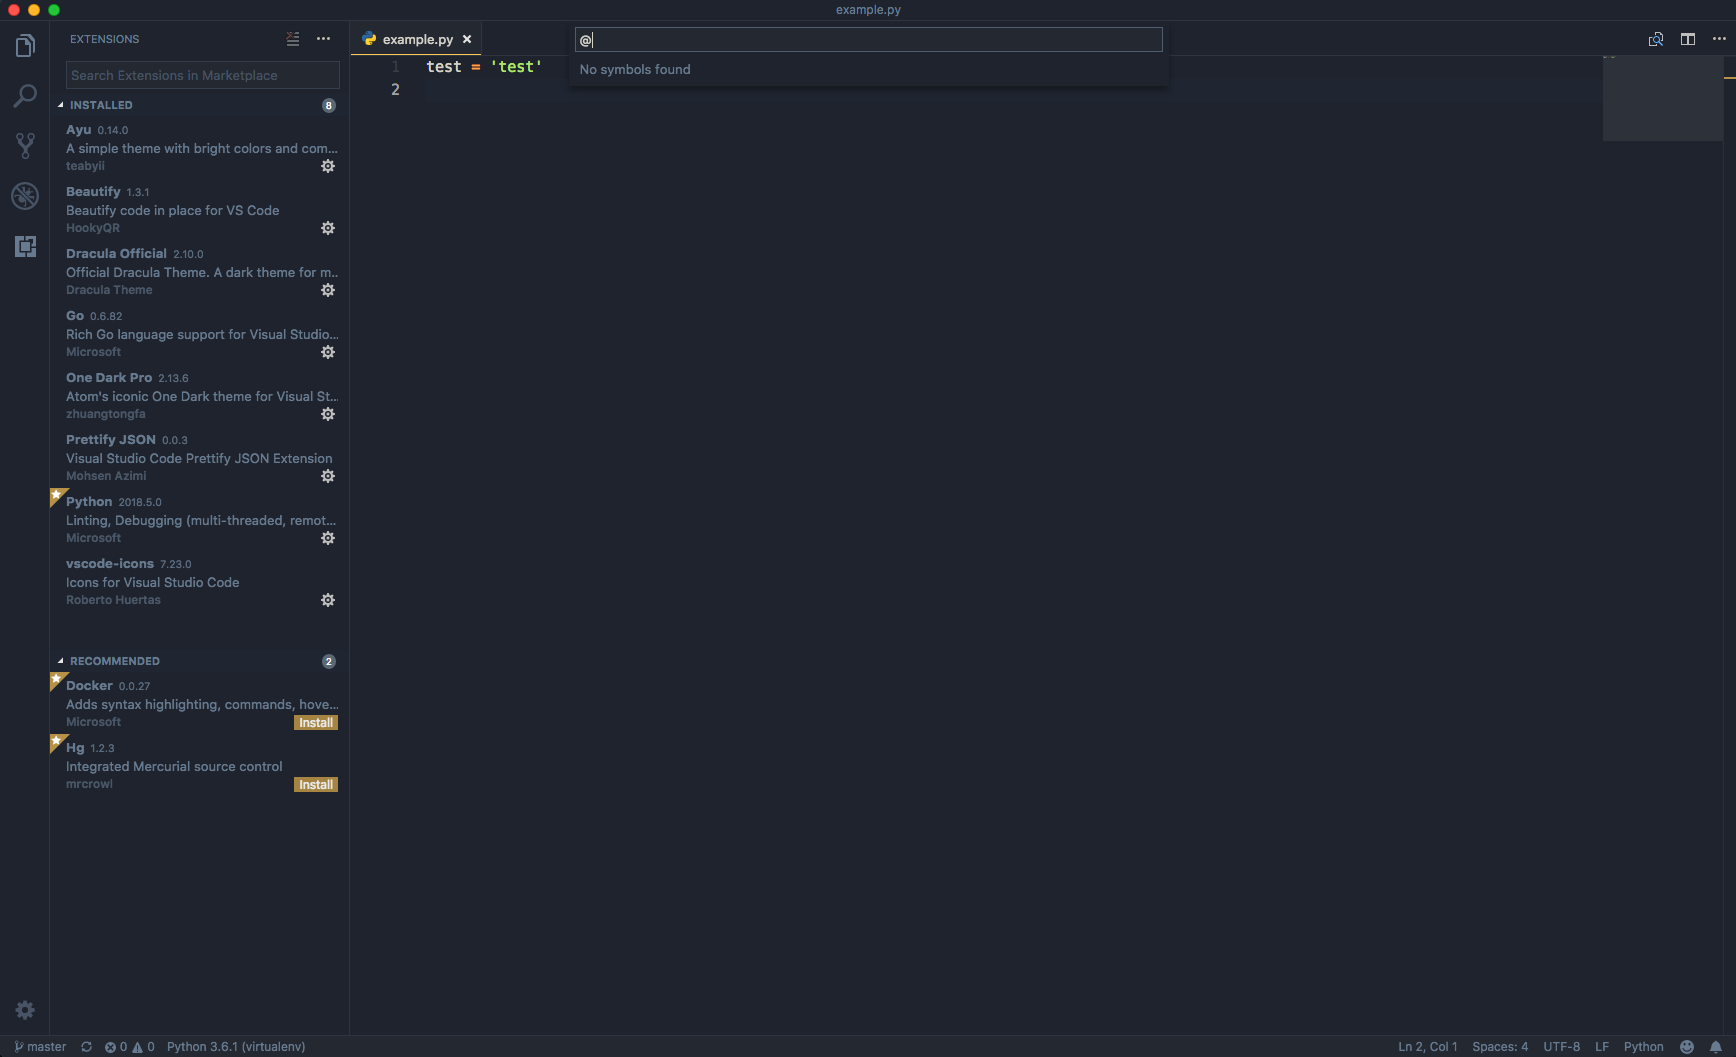 example.py
EXTENSIONS
Search Extensions in Marketplace
INSTALLED 8
Ayu 0.14.0
A simple theme with bright colors and com...
teabyii
Beautify 1.3.1
Beautify code in place for VS Code
HookyQR
Dracula Official 2.10.0
Official Dracula Theme. A dark theme for m...
Dracula Theme
Go 0.6.82
Rich Go language support for Visual Studio...
Microsoft
One Dark Pro 2.13.6
Atom's iconic One Dark theme for Visual St...
zhuangtongfa
Prettify JSON 0.0.3
Visual Studio Code Prettify JSON Extension
Mohsen Azimi
Python 2018.5.0
Linting, Debugging (multi-threaded, remot...
Microsoft
vscode-icons 7.23.0
Icons for Visual Studio Code
Roberto Huertas
RECOMMENDED 2
Docker 0.0.27
Adds syntax highlighting, commands, hove...
Microsoft Install
Hg 1.2.3
Integrated Mercurial source control
mrcrowl Install
example.py
@
No symbols found
1 test = 'test'
2
master 0 0 Python 3.6.1 (virtualenv) Ln 2, Col 1 Spaces: 4 UTF-8 LF Python